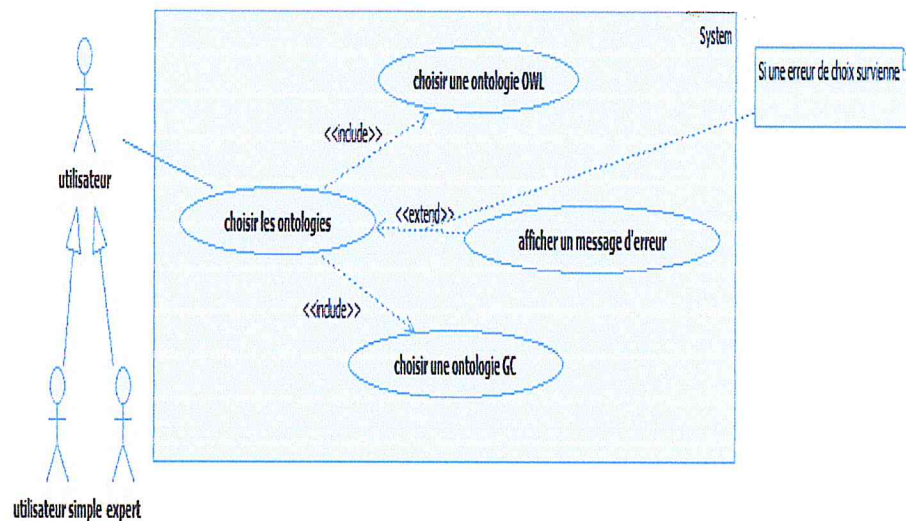 System
choisir une ontologie OWL
Si une erreur de choix survienne
<<include>>
utilisateur
choisir les ontologies
<<extend>>
afficher un message d'erreur
<<include>>
choisir une ontologie GC
utilisateur simple expert